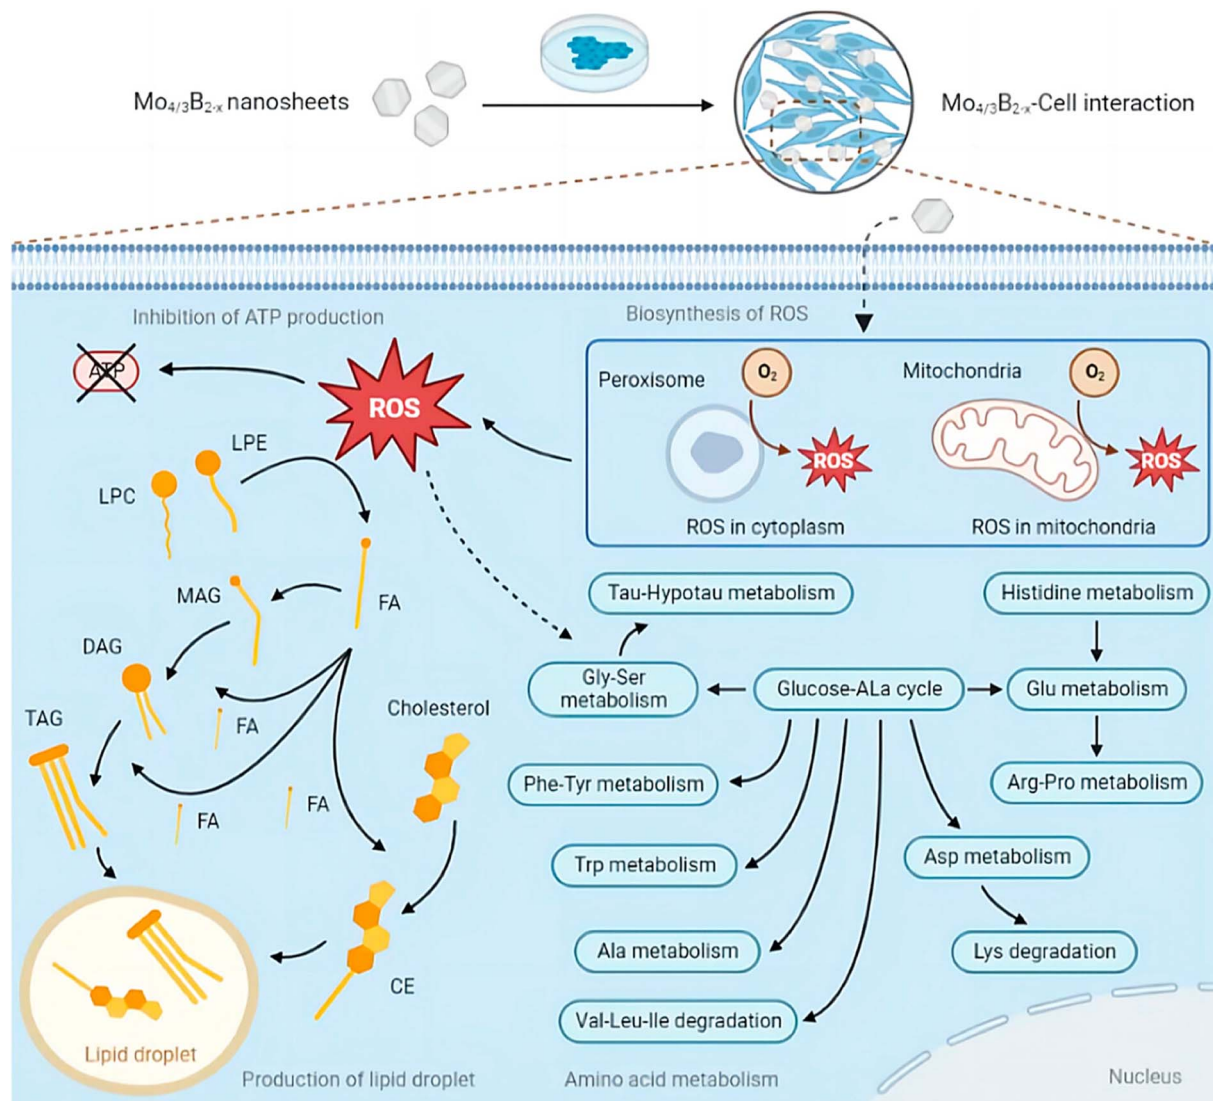 Mo4/3B2-x nanosheets
Mo4/3B2-x-Cell interaction
Inhibition of ATP production
Biosynthesis of ROS
ATP
ROS
Peroxisome
O2
Mitochondria
O2
ROS
ROS
ROS in cytoplasm
ROS in mitochondria
LPE
LPC
MAG
FA
DAG
TAG
FA
FA
FA
Cholesterol
CE
Lipid droplet
Production of lipid droplet
Tau-Hypotau metabolism
Histidine metabolism
Gly-Ser
metabolism
Glucose-ALa cycle
Glu metabolism
Phe-Tyr metabolism
Arg-Pro metabolism
Trp metabolism
Asp metabolism
Ala metabolism
Lys degradation
Val-Leu-Ile degradation
Amino acid metabolism
Nucleus